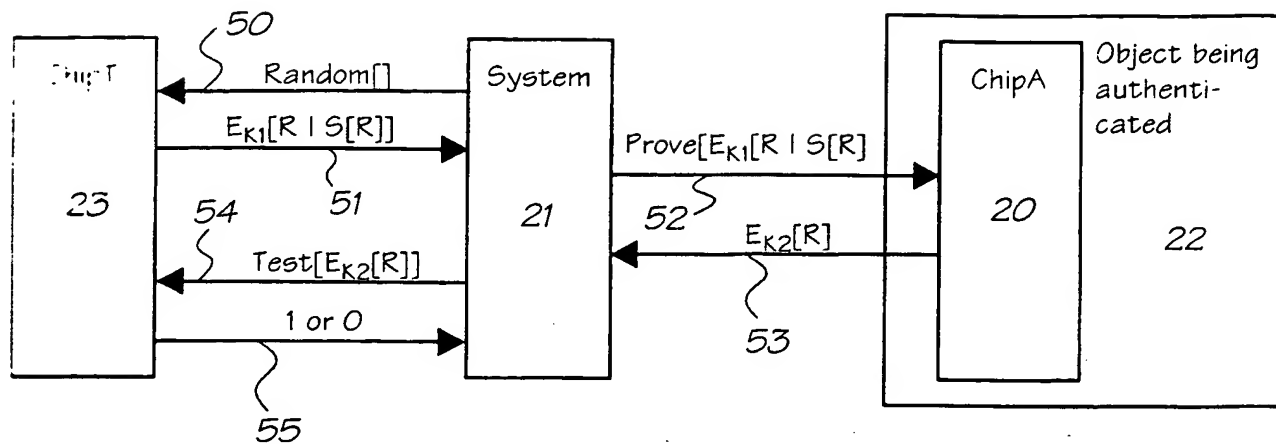 50
Random[]
E_K1[R | S[R]]
51
23
54
Test[E_K2[R]]
1 or 0
55
System
21
Prove[E_K1[R | S[R]
52
E_K2[R]
53
ChipA
20
Object being
authenti-
cated
22